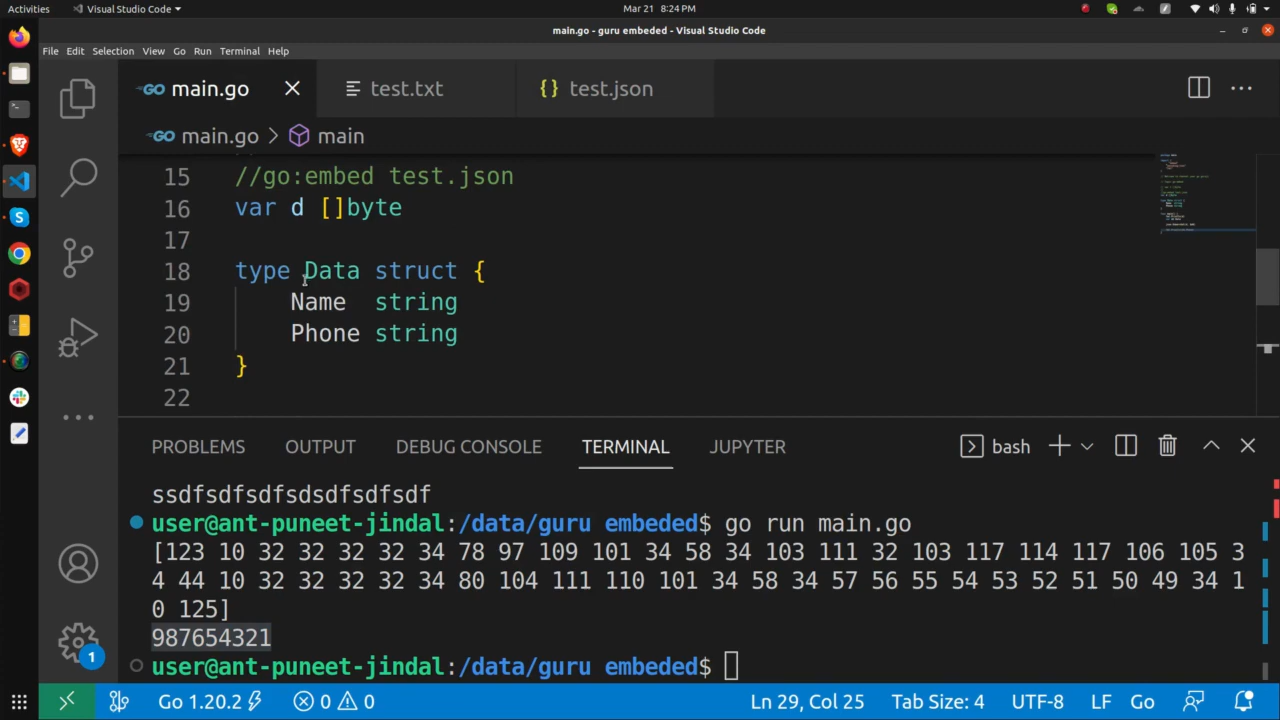 Activities Visual Studio Code Mar 21 8:24 PM
main.go - guru embeded - Visual Studio Code
File Edit Selection View Go Run Terminal Help
GO main.go test.txt {} test.json
GO main.go > main
15 //go:embed test.json
16 var d []byte
17
18 type Data struct {
19 Name string
20 Phone string
21 }
22
PROBLEMS OUTPUT DEBUG CONSOLE TERMINAL JUPYTER bash
ssdfsdfsdfsdsdfsdfsdf
user@ant-puneet-jindal:/data/guru embeded$ go run main.go
[123 10 32 32 32 32 34 78 97 109 101 34 58 34 103 111 32 103 117 114 117 106 105 3
4 44 10 32 32 32 32 34 80 104 111 110 101 34 58 34 57 56 55 54 53 52 51 50 49 34 1
0 125]
987654321
user@ant-puneet-jindal:/data/guru embeded$
1
Go 1.20.2 0 0 Ln 29, Col 25 Tab Size: 4 UTF-8 LF Go